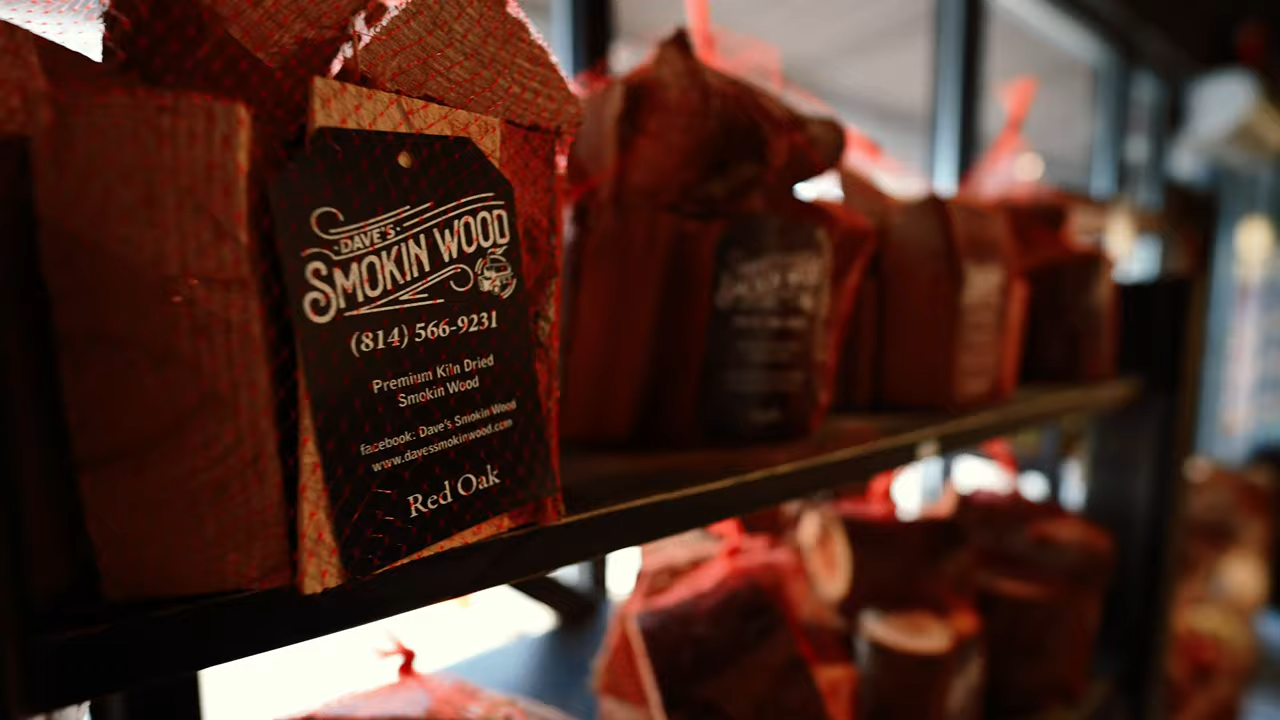 DAVE'S
SMOKIN WOOD
(814) 566-9231
Premium Kiln Dried
Smokin Wood
facebook: Dave's Smokin Wood
www.davessmokinwood.com
Red Oak